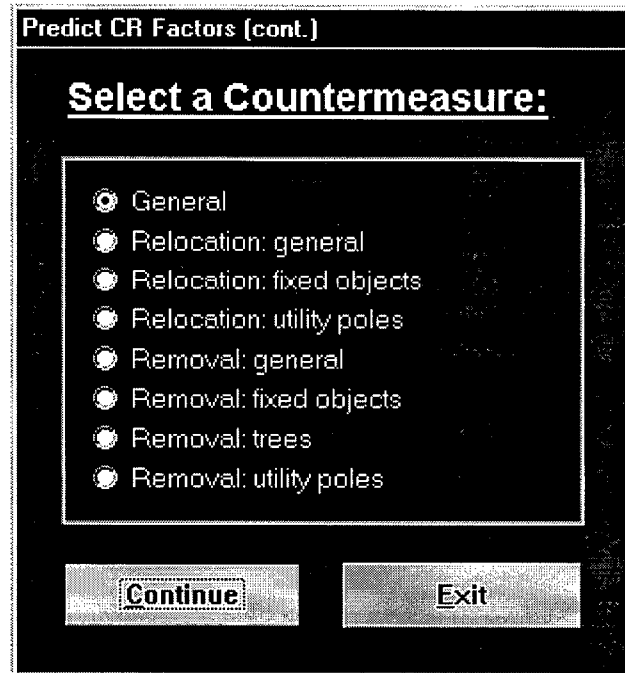 Predict CR Factors (cont.)
Select a Countermeasure:
General
Relocation: general
Relocation: fixed objects
Relocation: utility poles
Removal: general
Removal: fixed objects
Removal: trees
Removal: utility poles
Continue
Exit